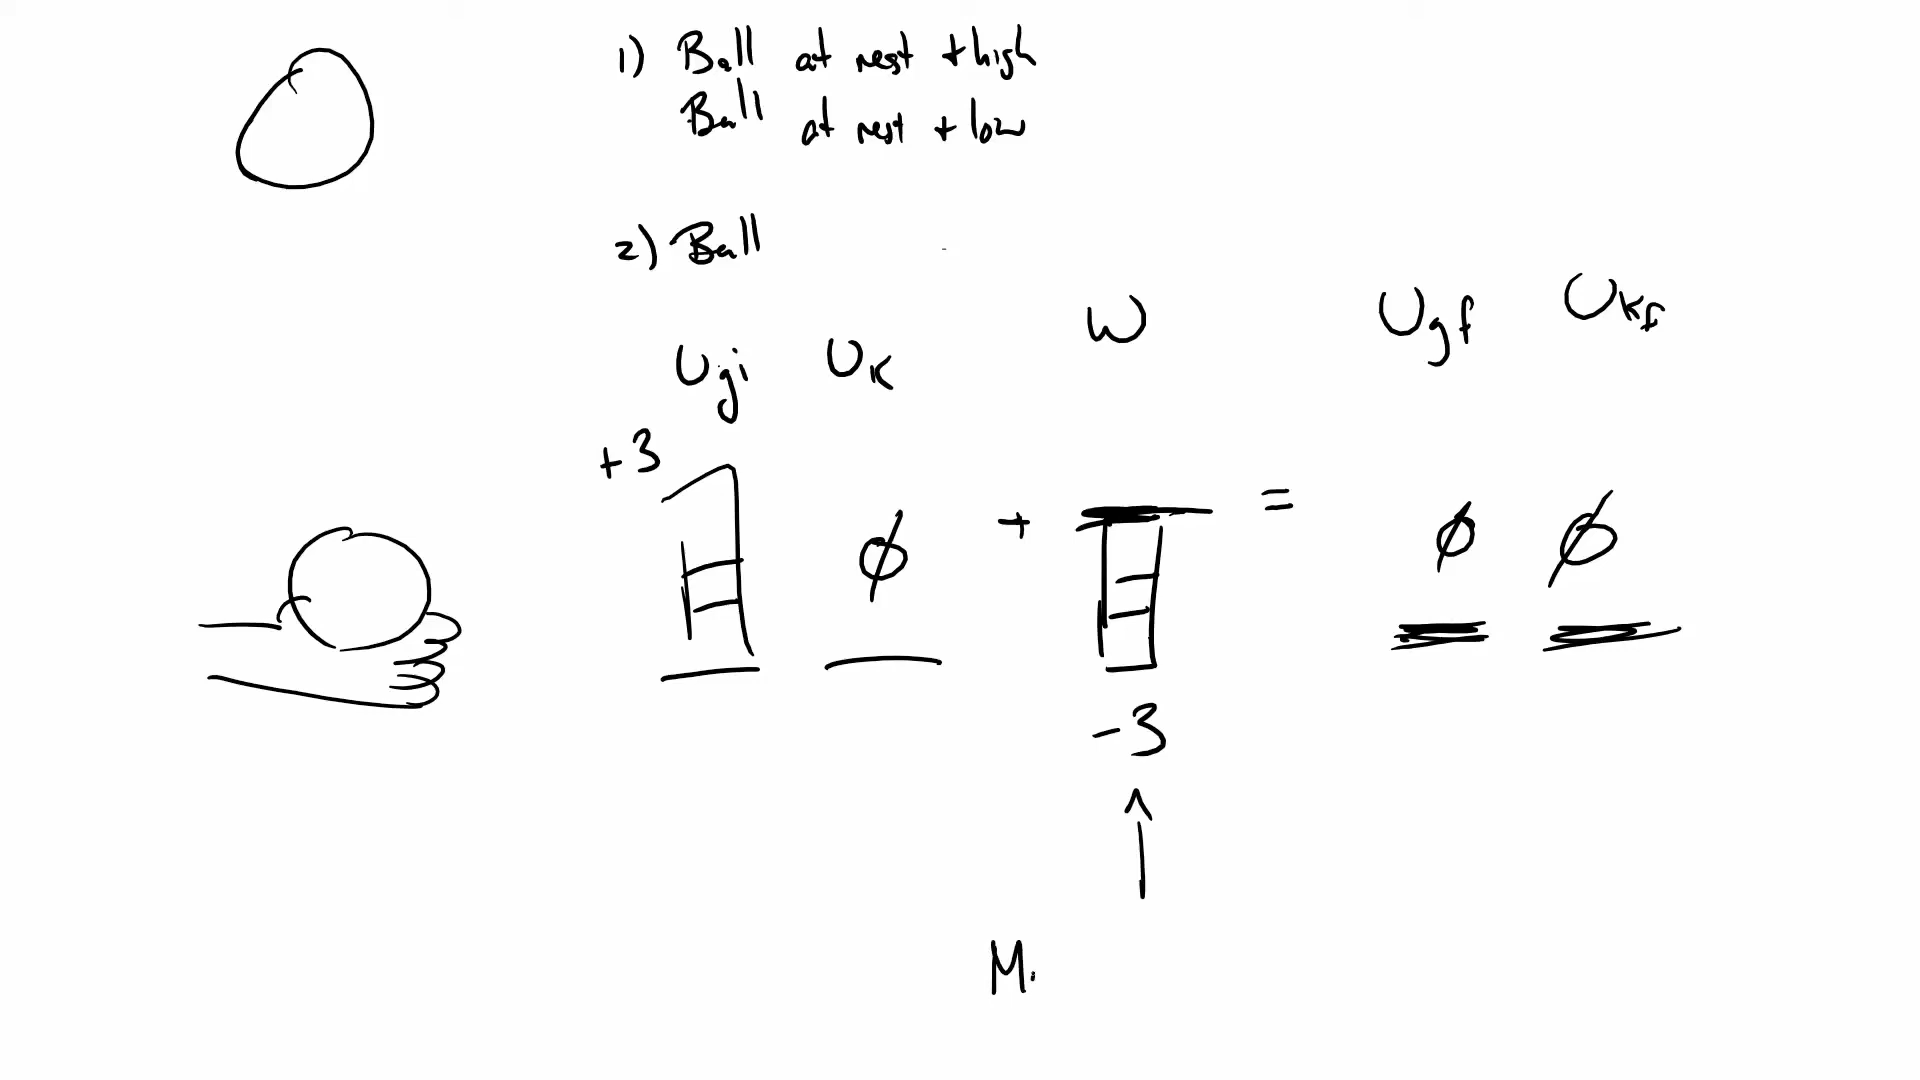 1) Ball at rest + high
Ball at rest + low
2) Ball
Ugi UK W Ugf UKf
+3
∅ + = ∅ ∅
-3
M